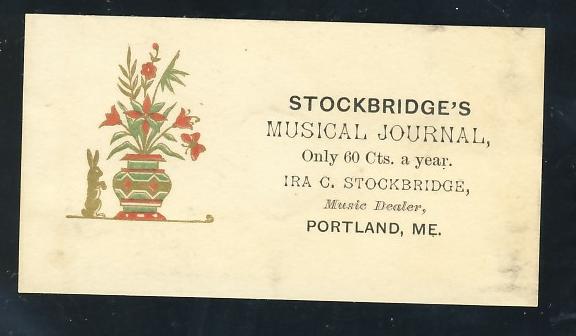 STOCKBRIDGE'S
MUSICAL JOURNAL,
Only 60 Cts. a year.
IRA C. STOCKBRIDGE,
Music Dealer,
PORTLAND, ME.